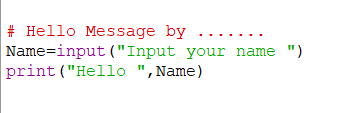 # Hello Message by .......
Name=input("Input your name ")
print("Hello ",Name)